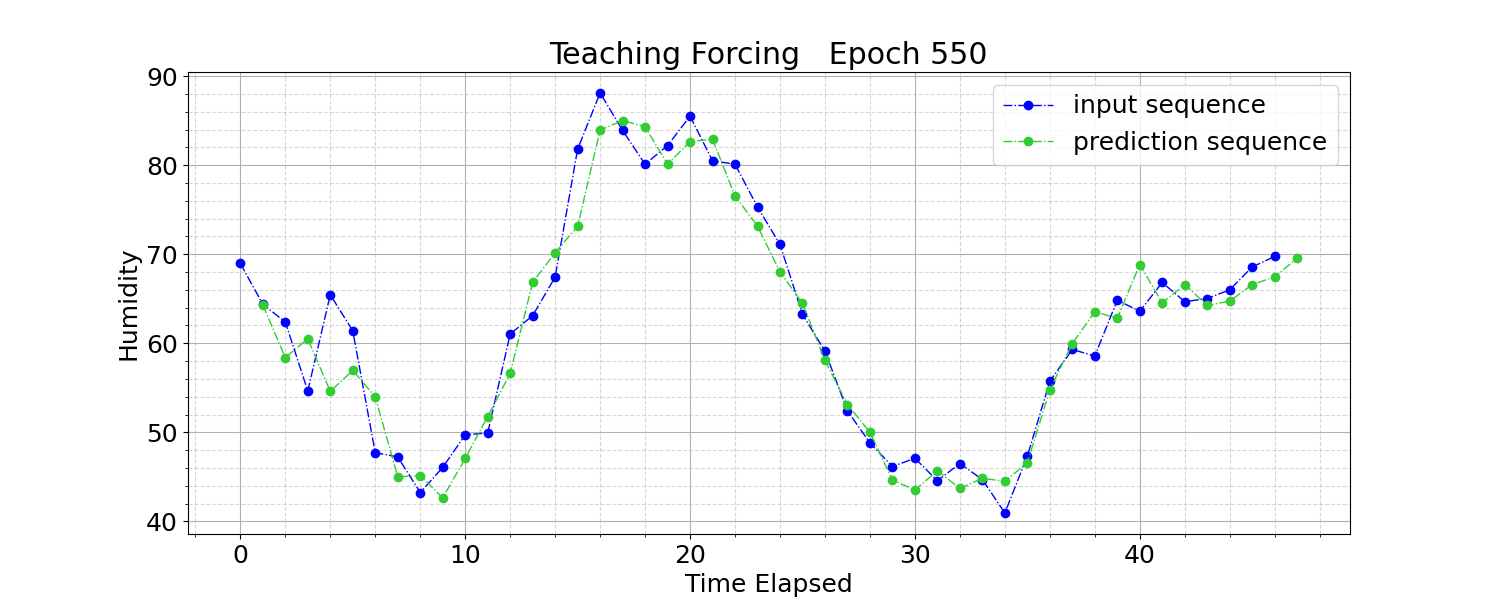 Teaching Forcing   Epoch 550
input sequence
prediction sequence
Humidity
90
80
70
60
50
40
0 10 20 30 40
Time Elapsed